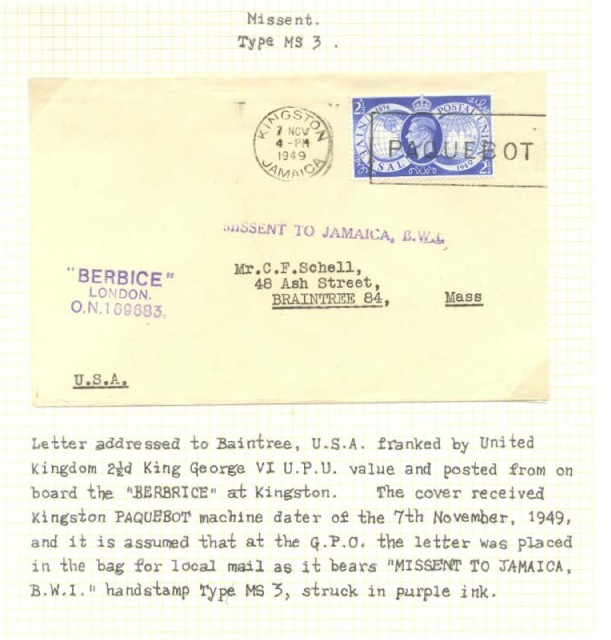 Missent.
Type MS 3 .
KINGSTON
7 NOV
4 - PM
1949
JAMAICA
2½ 1874 POSTAL UNION
UNIVERSAL 1949 2½
PAQUEBOT
MISSENT TO JAMAICA, B.W.I.
"BERBICE"
LONDON.
O.N.169683.
Mr.C.F.Schell,
48 Ash Street,
BRAINTREE 84, Mass
U.S.A.
Letter addressed to Baintree, U.S.A. franked by United
Kingdom 2½d King George VI U.P.U. value and posted from on
board the "BERBRICE" at Kingston. The cover received
Kingston PAQUEBOT machine dater of the 7th November, 1949,
and it is assumed that at the G.P.O. the letter was placed
in the bag for local mail as it bears "MISSENT TO JAMAICA,
B.W.I." handstamp Type MS 3, struck in purple ink.